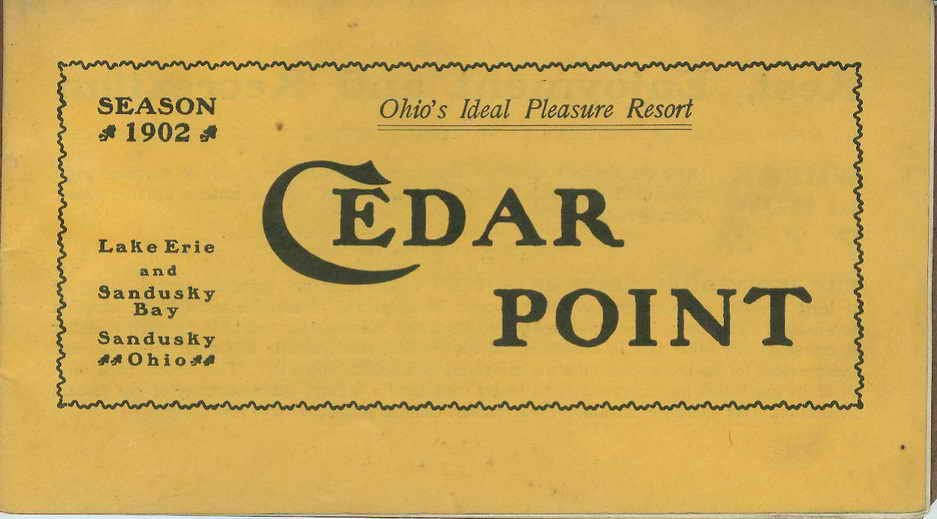 SEASON
1902
Ohio's Ideal Pleasure Resort
CEDAR
POINT
Lake Erie
and
Sandusky
Bay
Sandusky
Ohio